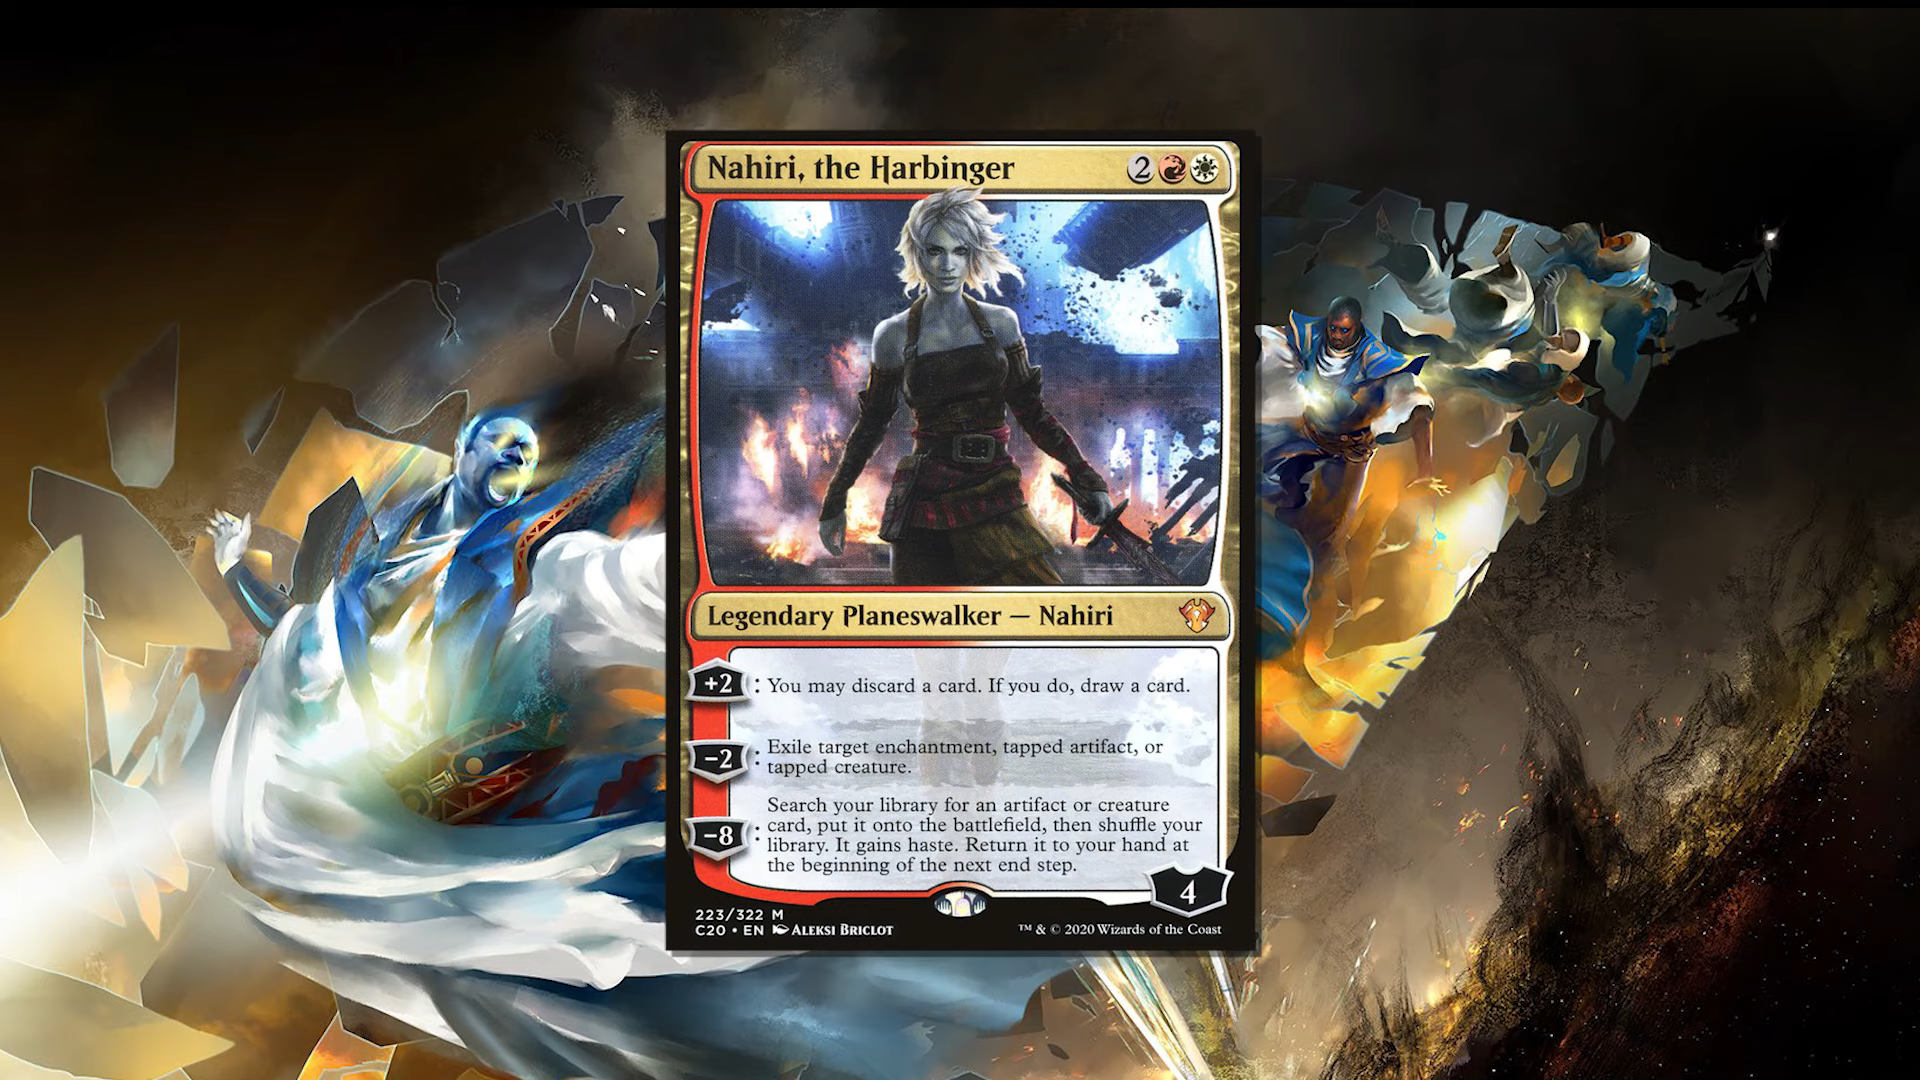 Nahiri, the Harbinger 2
Legendary Planeswalker — Nahiri
+2 : You may discard a card. If you do, draw a card.
−2 : Exile target enchantment, tapped artifact, or
tapped creature.
Search your library for an artifact or creature
−8 : card, put it onto the battlefield, then shuffle your
library. It gains haste. Return it to your hand at
the beginning of the next end step.
4
223/322 M
C20 • EN ALEKSI BRICLOT ™ & © 2020 Wizards of the Coast